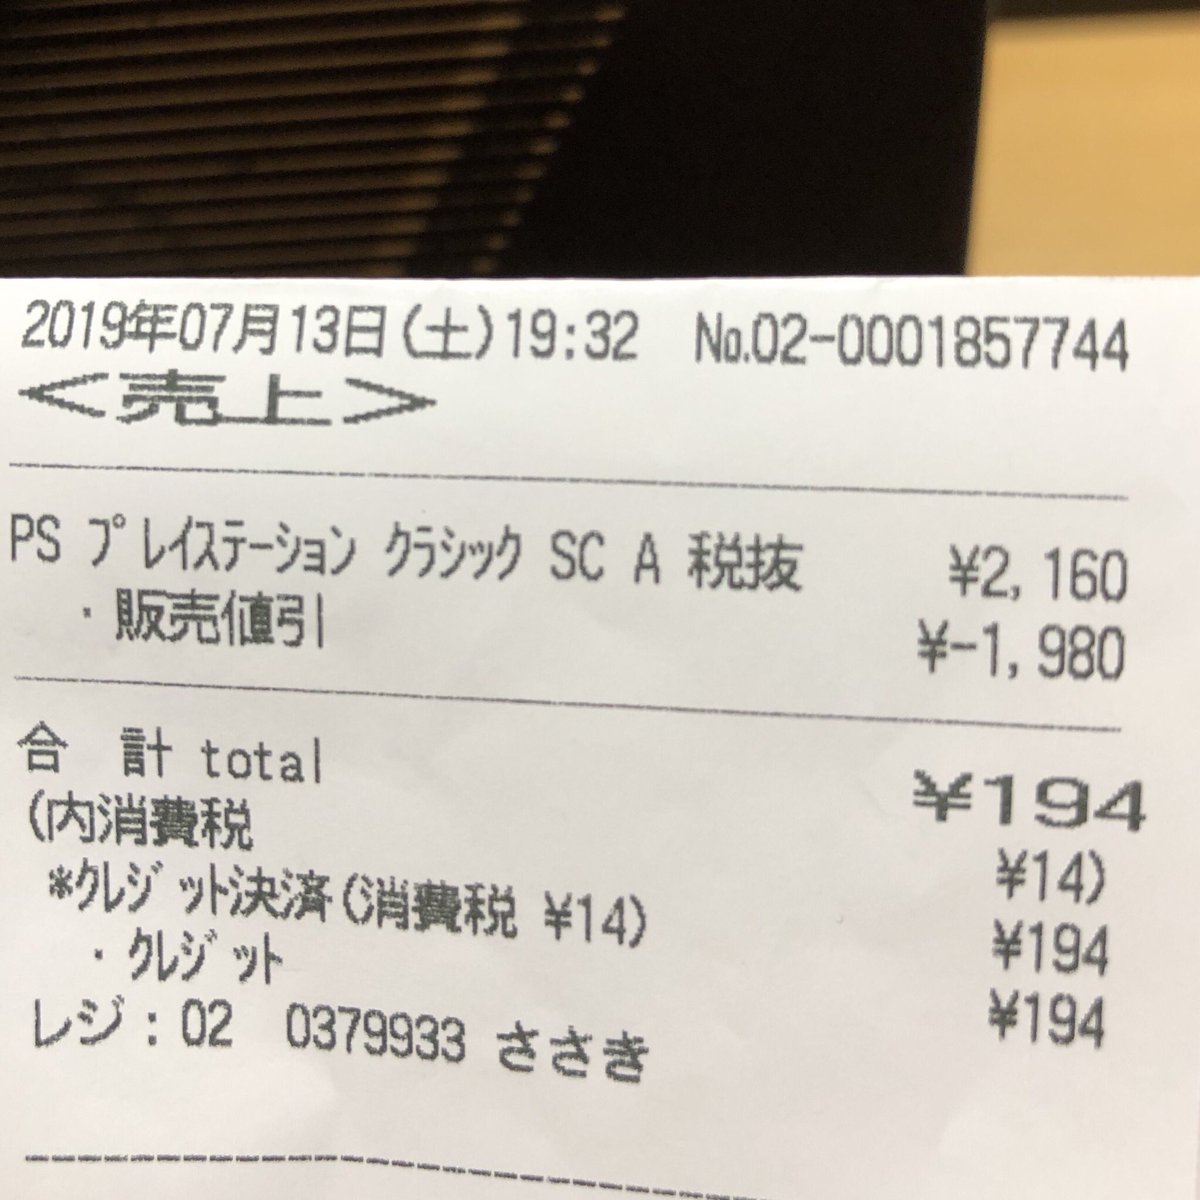 2019年07月13日(土)19:32 №02-0001857744
＜売上＞
PS プレイステーション クラシック SC A 税抜 ¥2,160
・販売値引 ¥-1,980
合 計 total ¥194
(内消費税 ¥14)
*クレジット決済(消費税 ¥14) ¥194
・クレジット ¥194
レジ:02 0379933 ささき